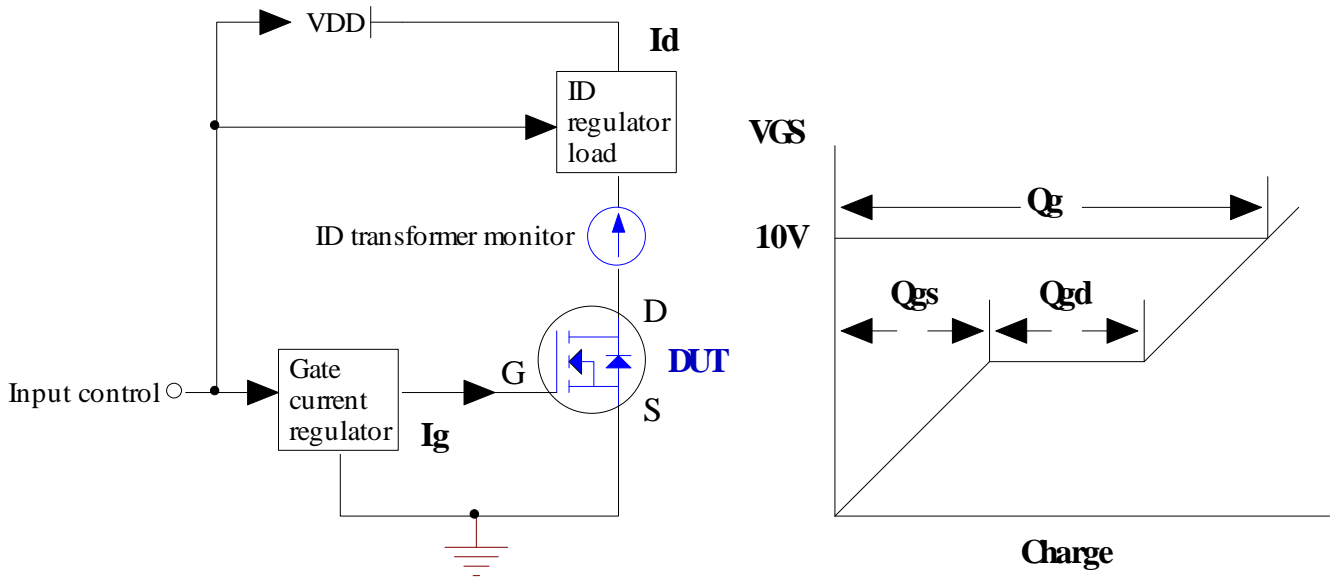 VDD
Id
ID
regulator
load
ID transformer monitor
D
DUT
G
S
Input control
Gate
current
regulator
Ig
VGS
Qg
10V
Qgs
Qgd
Charge